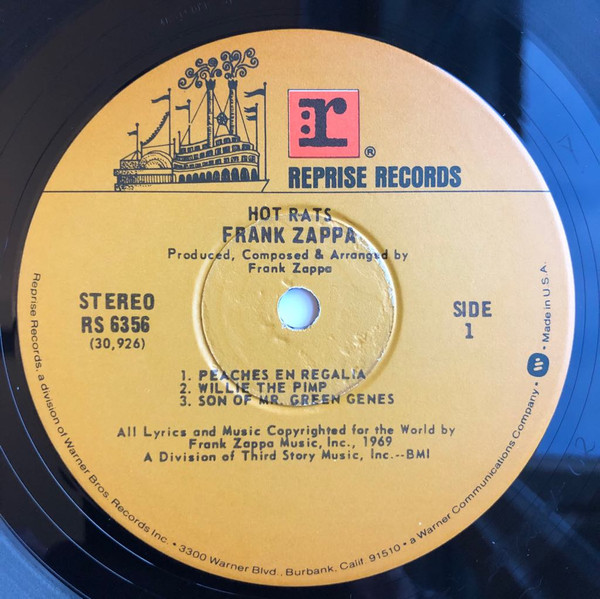 r:
®
REPRISE RECORDS
HOT RATS
FRANK ZAPPA
Produced, Composed & Arranged by
Frank Zappa
STEREO
RS 6356
(30,926)
SIDE
1
1. PEACHES EN REGALIA
2. WILLIE THE PIMP
3. SON OF MR. GREEN GENES
All Lyrics and Music Copyrighted for the World by
Frank Zappa Music, Inc., 1969
A Division of Third Story Music, Inc.--BMI
Reprise Records, a division of Warner Bros. Records Inc. • 3300 Warner Blvd., Burbank, Calif. 91510 • a Warner Communications Company • W • Made in U.S.A.